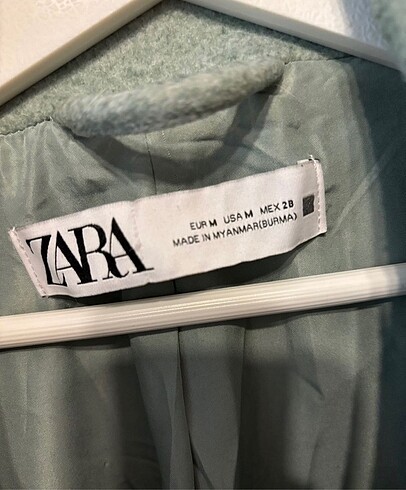 ZARA
EUR M USA M MEX 28
MADE IN MYANMAR(BURMA)